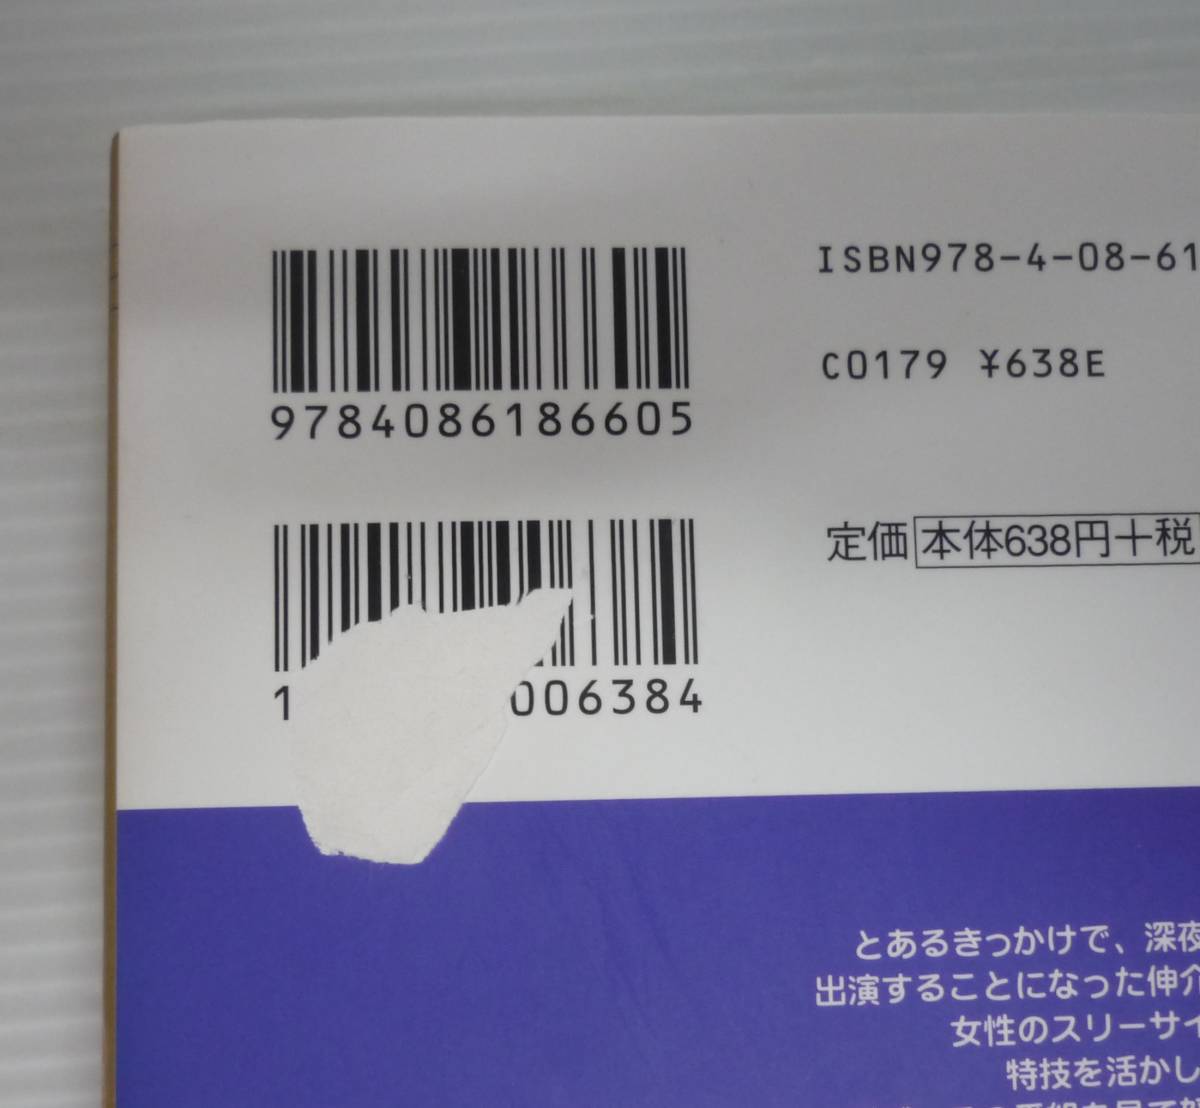 ISBN978-4-08-61
9784086186605
C0179 ¥638E
定価 本体638円+税
1 006384
とあるきっかけで、深夜
出演することになった伸介
女性のスリーサイ
特技を活かし